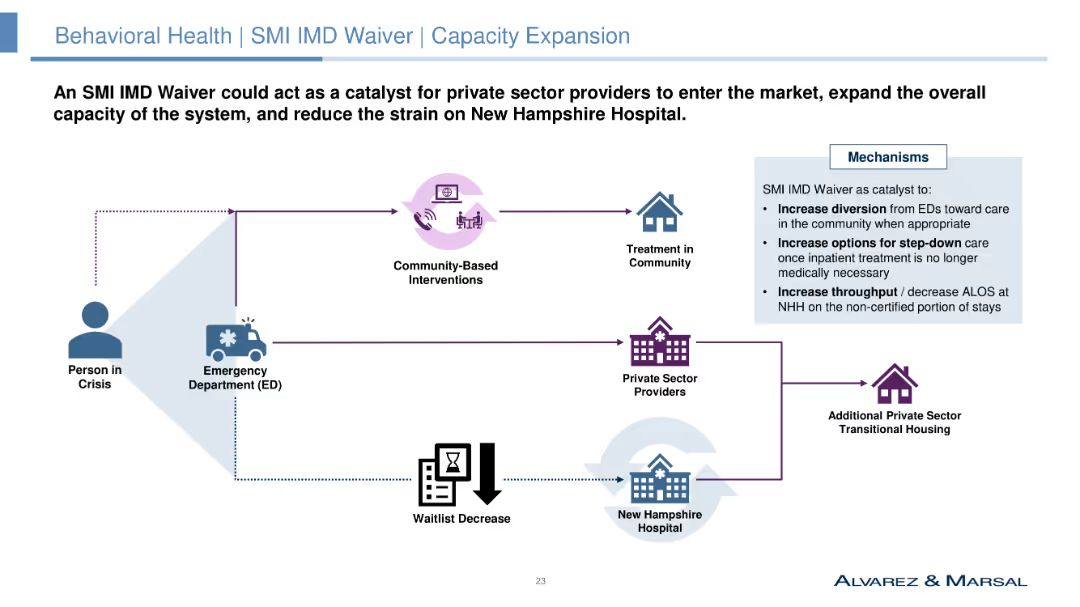 Behavioral Health | SMI IMD Waiver | Capacity Expansion
An SMI IMD Waiver could act as a catalyst for private sector providers to enter the market, expand the overall
capacity of the system, and reduce the strain on New Hampshire Hospital.
Mechanisms
SMI IMD Waiver as catalyst to:
• Increase diversion from EDs toward care
in the community when appropriate
• Increase options for step-down care
once inpatient treatment is no longer
medically necessary
• Increase throughput / decrease ALOS at
NHH on the non-certified portion of stays
Community-Based
Interventions
Treatment in
Community
Person in
Crisis
Emergency
Department (ED)
Private Sector
Providers
Additional Private Sector
Transitional Housing
Waitlist Decrease
New Hampshire
Hospital
23
ALVAREZ & MARSAL